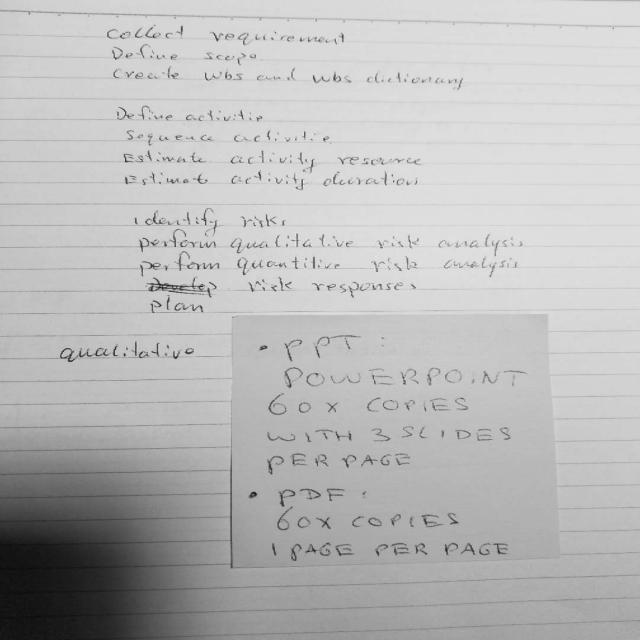 collect requirement
Define scope
Create wbs and wbs dictionary
Define activitie
Sequence activitie
Estimate activity resource
Estimate activity duration
identify risks
perform qualitative risk analysis
perform quantitive risk analysis
Develop risk responses
plan
qualitative
• PPT:
POWERPOINT
60X COPIES
WITH 3 SLIDES
PER PAGE
• PDF:
60X COPIES
1 PAGE PER PAGE